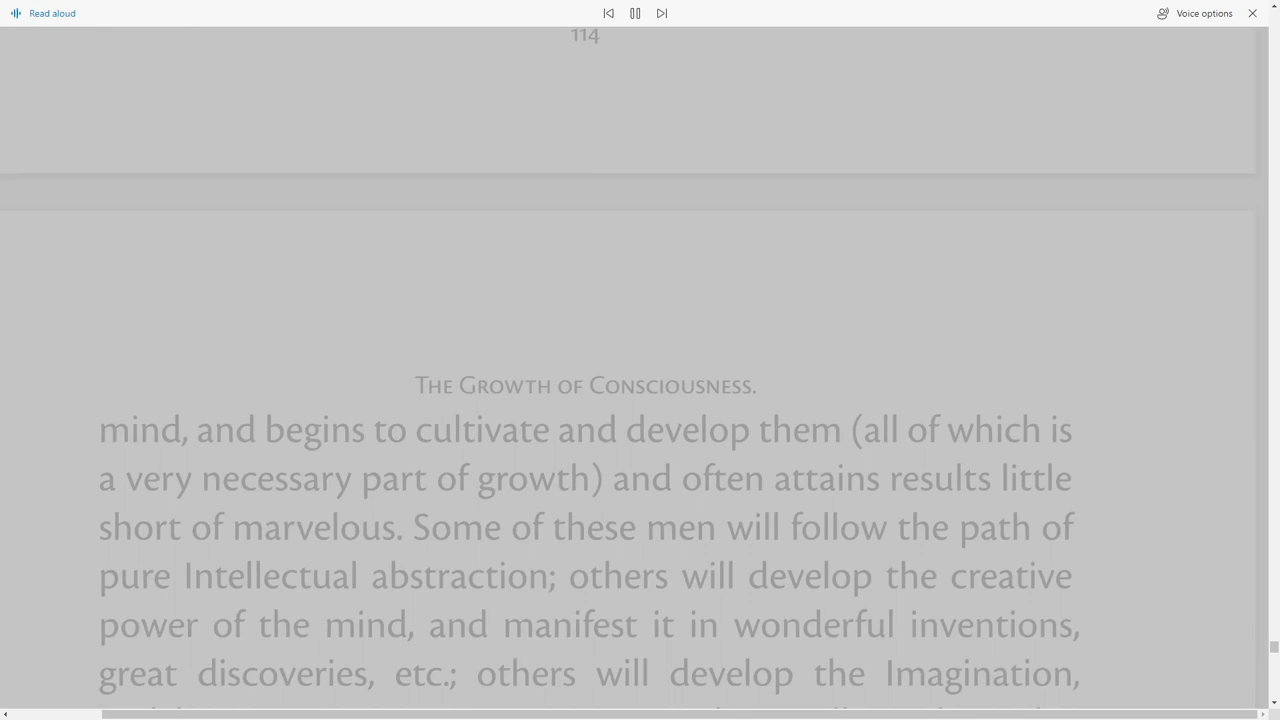 Read aloud
Voice options
114
The Growth of Consciousness.
mind, and begins to cultivate and develop them (all of which is
a very necessary part of growth) and often attains results little
short of marvelous. Some of these men will follow the path of
pure Intellectual abstraction; others will develop the creative
power of the mind, and manifest it in wonderful inventions,
great discoveries, etc.; others will develop the Imagination,